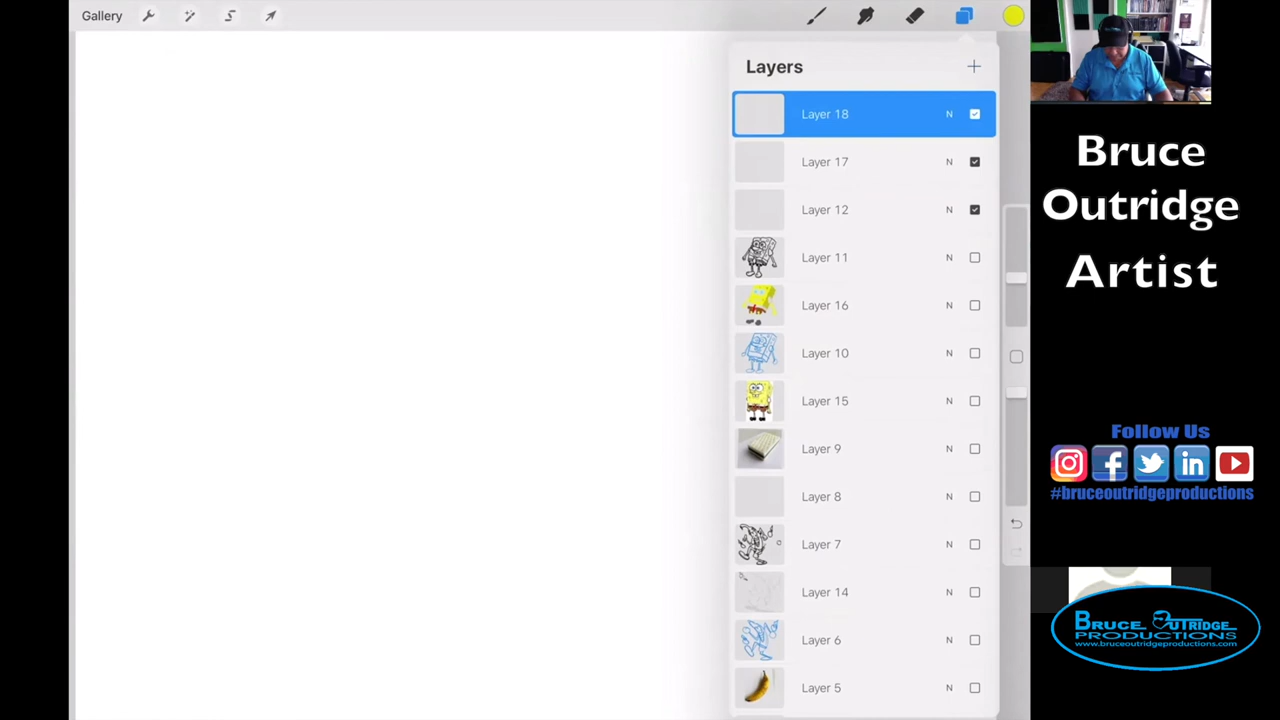 Gallery
Layers
Layer 18 N
Layer 17 N
Layer 12 N
Layer 11 N
Layer 16 N
Layer 10 N
Layer 15 N
Layer 9 N
Layer 8 N
Layer 7 N
Layer 14 N
Layer 6 N
Layer 5 N
Bruce
Outridge
Artist
Follow Us
#bruceoutridgeproductions
BRUCE OUTRIDGE
PRODUCTIONS
www.bruceoutridgeproductions.com